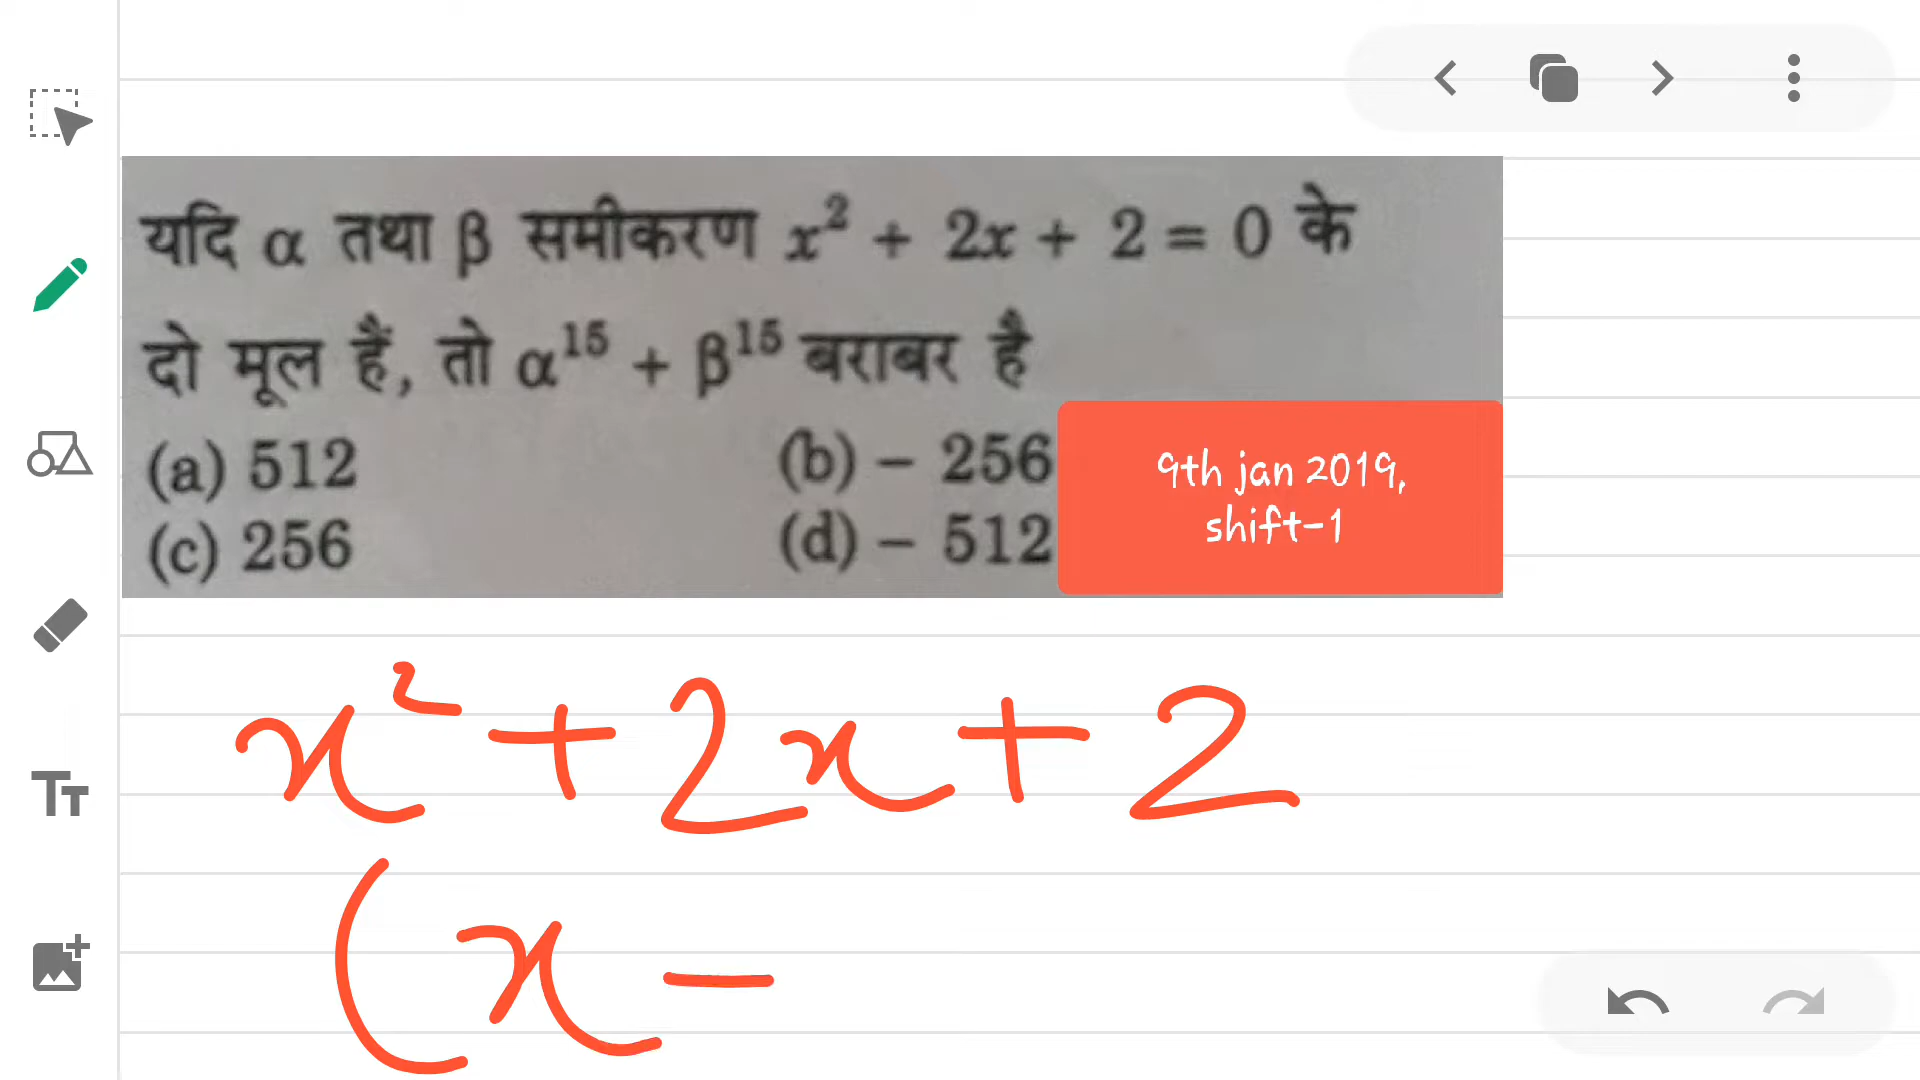 यदि α तथा β समीकरण x² + 2x + 2 = 0 के
दो मूल हैं, तो α¹⁵ + β¹⁵ बराबर है
(a) 512 (b) – 256
(c) 256 (d) – 512
9th jan 2019,
shift-1
x² + 2x + 2
(x –
Tт